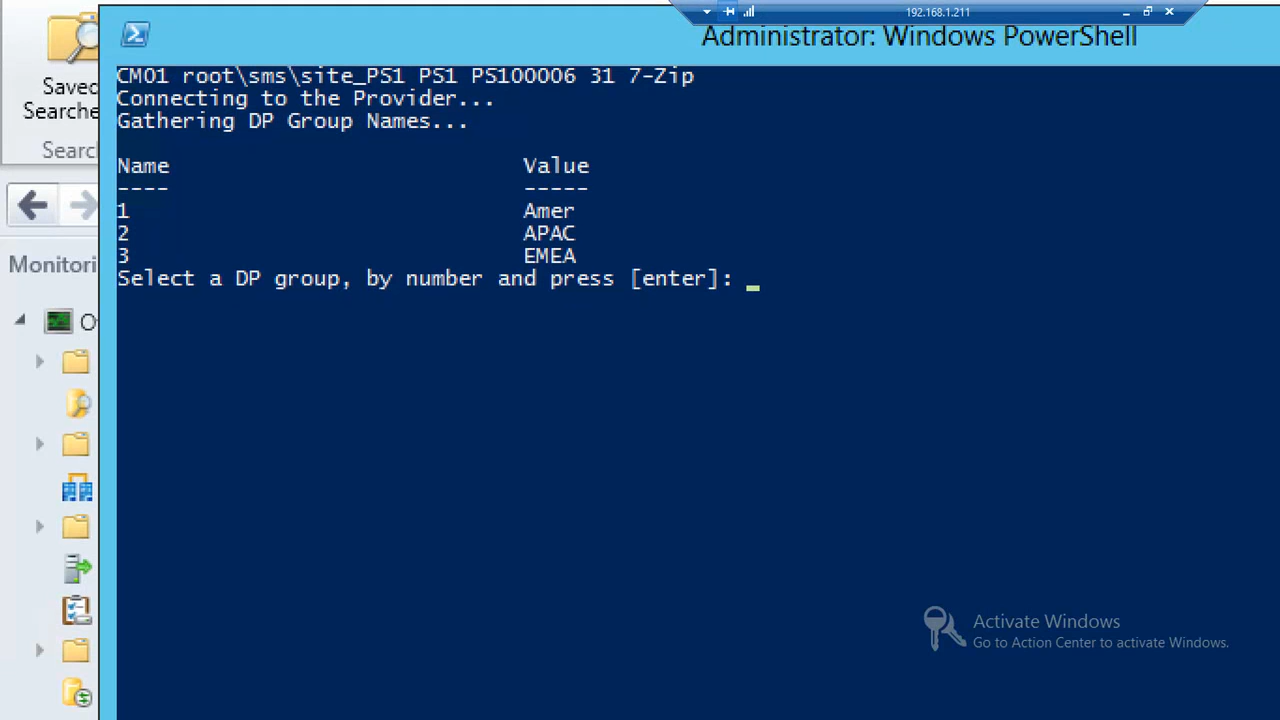 192.168.1.211
Administrator: Windows PowerShell
Saved
Searche
Searc
Monitori
O
CM01 root\sms\site_PS1 PS1 PS100006 31 7-Zip
Connecting to the Provider...
Gathering DP Group Names...
Name Value
---- -----
1 Amer
2 APAC
3 EMEA
Select a DP group, by number and press [enter]: _
Activate Windows
Go to Action Center to activate Windows.